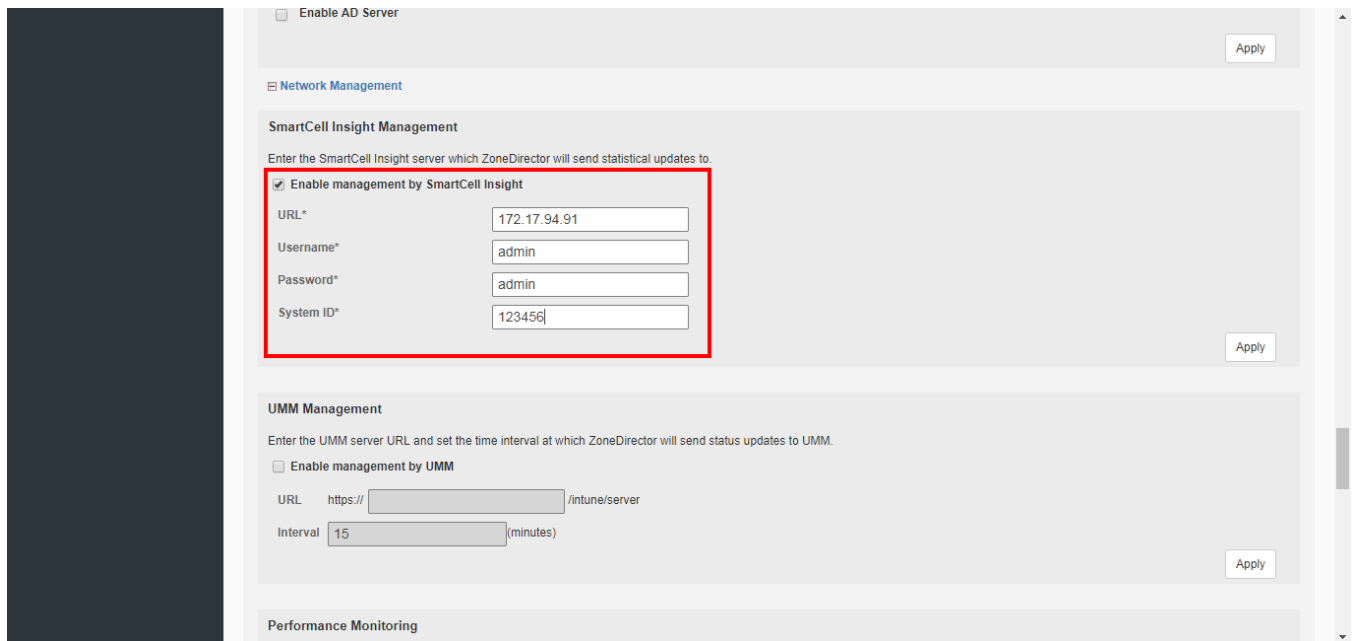 Enable AD Server
Apply
Network Management
SmartCell Insight Management
Enter the SmartCell Insight server which ZoneDirector will send statistical updates to.
Enable management by SmartCell Insight
URL* 172.17.94.91
Username* admin
Password* admin
System ID* 123456
Apply
UMM Management
Enter the UMM server URL and set the time interval at which ZoneDirector will send status updates to UMM.
Enable management by UMM
URL https:// /intune/server
Interval 15 (minutes)
Apply
Performance Monitoring